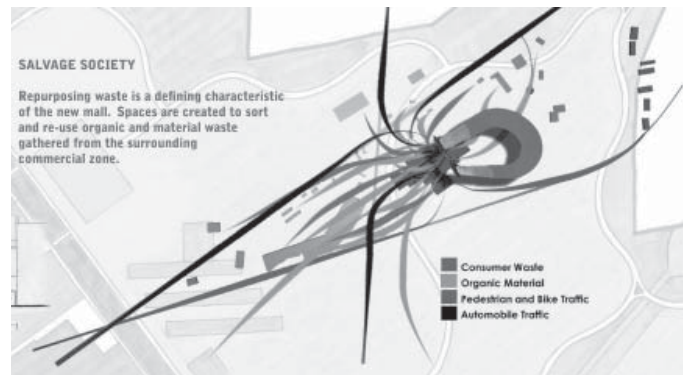 SALVAGE SOCIETY
Repurposing waste is a defining characteristic
of the new mall. Spaces are created to sort
and re-use organic and material waste
gathered from the surrounding
commercial zone.
Consumer Waste
Organic Material
Pedestrian and Bike Traffic
Automobile Traffic